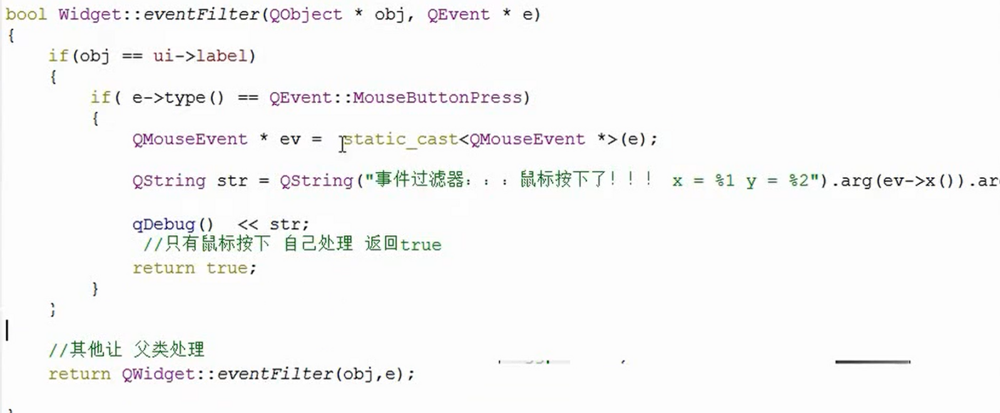 bool Widget::eventFilter(QObject * obj, QEvent * e)
{
if(obj == ui->label)
{
if( e->type() == QEvent::MouseButtonPress)
{
QMouseEvent * ev = static_cast<QMouseEvent *>(e);
QString str = QString("事件过滤器：：：鼠标按下了！！！ x = %1 y = %2").arg(ev->x()).ar
qDebug() << str;
//只有鼠标按下 自己处理 返回true
return true;
}
}
//其他让 父类处理
return QWidget::eventFilter(obj,e);